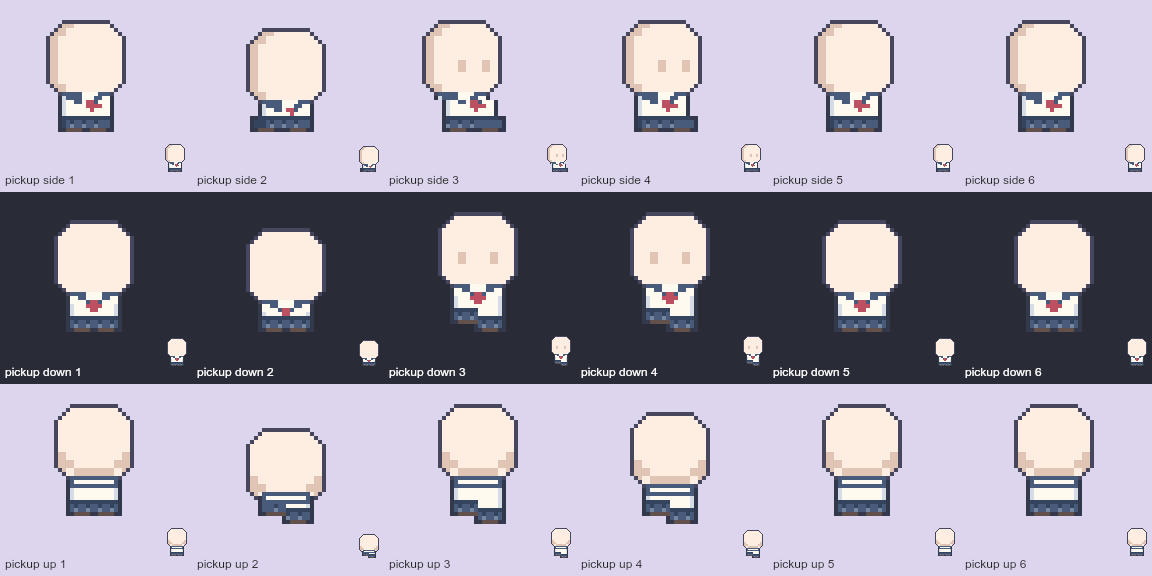 pickup side 1
pickup side 2
pickup side 3
pickup side 4
pickup side 5
pickup side 6
pickup down 1
pickup down 2
pickup down 3
pickup down 4
pickup down 5
pickup down 6
pickup up 1
pickup up 2
pickup up 3
pickup up 4
pickup up 5
pickup up 6